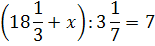 (18 1/3 + x) : 3 1/7 = 7